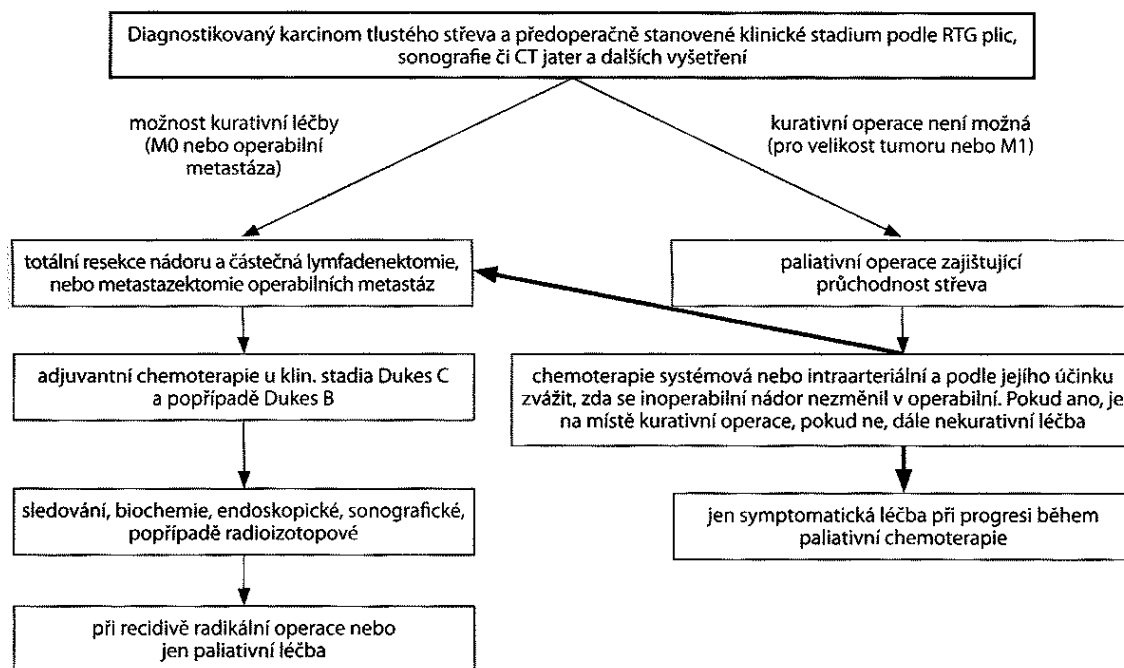 Diagnostikovaný karcinom tlustého střeva a předoperačně stanovené klinické stadium podle RTG plic,
sonografie či CT jater a dalších vyšetření
možnost kurativní léčby
(M0 nebo operabilní
metastáza)
kurativní operace není možná
(pro velikost tumoru nebo M1)
totální resekce nádoru a částečná lymfadenektomie,
nebo metastazektomie operabilních metastáz
paliativní operace zajištující
průchodnost střeva
adjuvantní chemoterapie u klin. stadia Dukes C
a popřípadě Dukes B
chemoterapie systémová nebo intraarteriální a podle jejího účinku
zvážit, zda se inoperabilní nádor nezměnil v operabilní. Pokud ano, je
na místě kurativní operace, pokud ne, dále nekurativní léčba
sledování, biochemie, endoskopické, sonografické,
popřípadě radioizotopové
jen symptomatická léčba při progresi během
paliativní chemoterapie
při recidivě radikální operace nebo
jen paliativní léčba